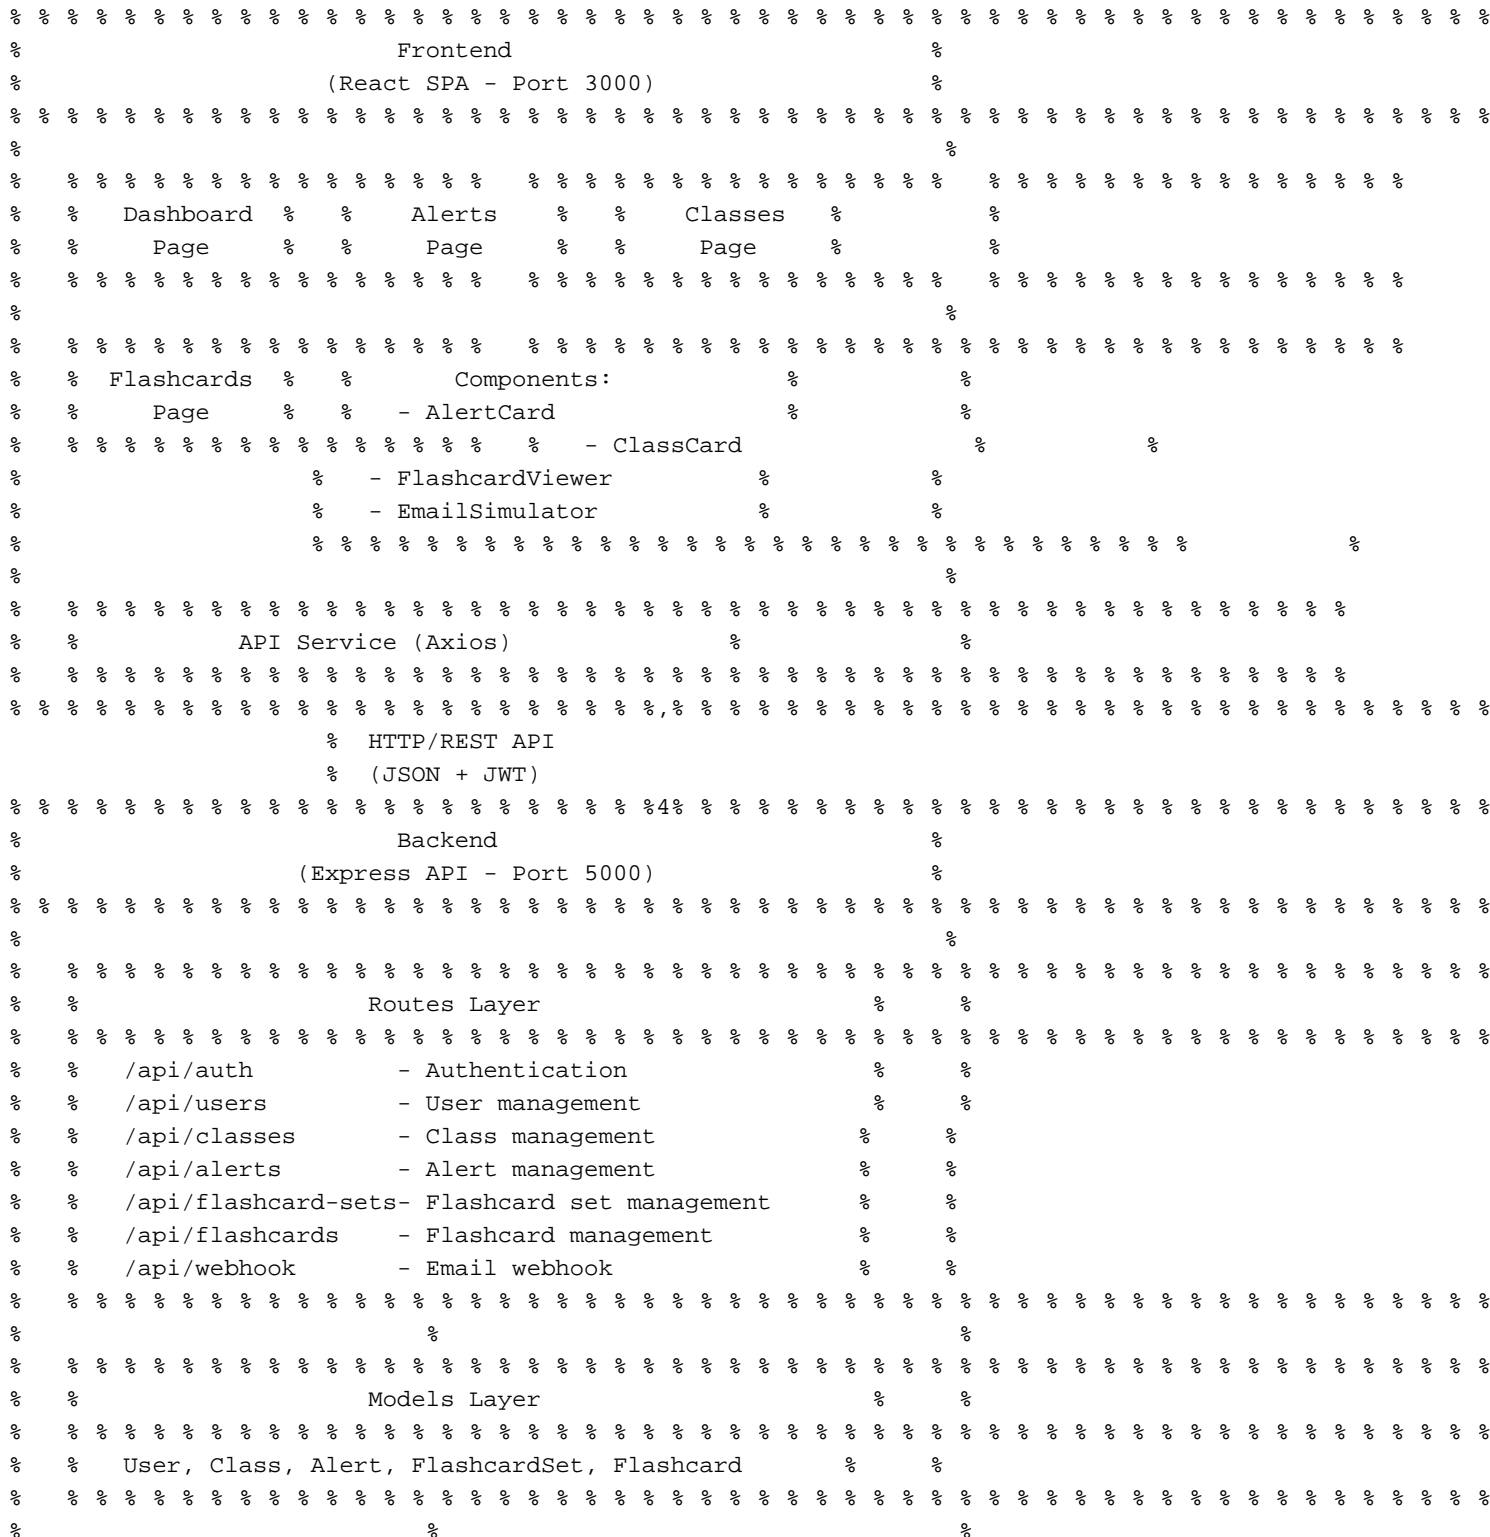 % % % % % % % % % % % % % % % % % % % % % % % % % % % % % % % % % % % % % % % % % % % % % % % % % % % %
% Frontend %
% (React SPA - Port 3000) %
% % % % % % % % % % % % % % % % % % % % % % % % % % % % % % % % % % % % % % % % % % % % % % % % % % % %
% %
% % % % % % % % % % % % % % % % % % % % % % % % % % % % % % % % % % % % % % % % % % % % % %
% % Dashboard % % Alerts % % Classes % %
% % Page % % Page % % Page % %
% % % % % % % % % % % % % % % % % % % % % % % % % % % % % % % % % % % % % % % % % % % % % %
% %
% % % % % % % % % % % % % % % % % % % % % % % % % % % % % % % % % % % % % % % % % % % % % %
% % Flashcards % % Components: % %
% % Page % % - AlertCard % %
% % % % % % % % % % % % % % % % % - ClassCard % %
% % - FlashcardViewer % %
% % - EmailSimulator % %
% % % % % % % % % % % % % % % % % % % % % % % % % % % % % % % % %
% %
% % % % % % % % % % % % % % % % % % % % % % % % % % % % % % % % % % % % % % % % % % % % %
% % API Service (Axios) % %
% % % % % % % % % % % % % % % % % % % % % % % % % % % % % % % % % % % % % % % % % % % % %
% % % % % % % % % % % % % % % % % % % % % % %,% % % % % % % % % % % % % % % % % % % % % % % % % % % % %
% HTTP/REST API
% (JSON + JWT)
% % % % % % % % % % % % % % % % % % % % % % %4% % % % % % % % % % % % % % % % % % % % % % % % % % % % %
% Backend %
% (Express API - Port 5000) %
% % % % % % % % % % % % % % % % % % % % % % % % % % % % % % % % % % % % % % % % % % % % % % % % % % % %
% %
% % % % % % % % % % % % % % % % % % % % % % % % % % % % % % % % % % % % % % % % % % % % % % % % % % %
% % Routes Layer % %
% % % % % % % % % % % % % % % % % % % % % % % % % % % % % % % % % % % % % % % % % % % % % % % % % % %
% % /api/auth - Authentication % %
% % /api/users - User management % %
% % /api/classes - Class management % %
% % /api/alerts - Alert management % %
% % /api/flashcard-sets- Flashcard set management % %
% % /api/flashcards - Flashcard management % %
% % /api/webhook - Email webhook % %
% % % % % % % % % % % % % % % % % % % % % % % % % % % % % % % % % % % % % % % % % % % % % % % % % % %
% % %
% % % % % % % % % % % % % % % % % % % % % % % % % % % % % % % % % % % % % % % % % % % % % % % % % % %
% % Models Layer % %
% % % % % % % % % % % % % % % % % % % % % % % % % % % % % % % % % % % % % % % % % % % % % % % % % % %
% % User, Class, Alert, FlashcardSet, Flashcard % %
% % % % % % % % % % % % % % % % % % % % % % % % % % % % % % % % % % % % % % % % % % % % % % % % % % %
% % %